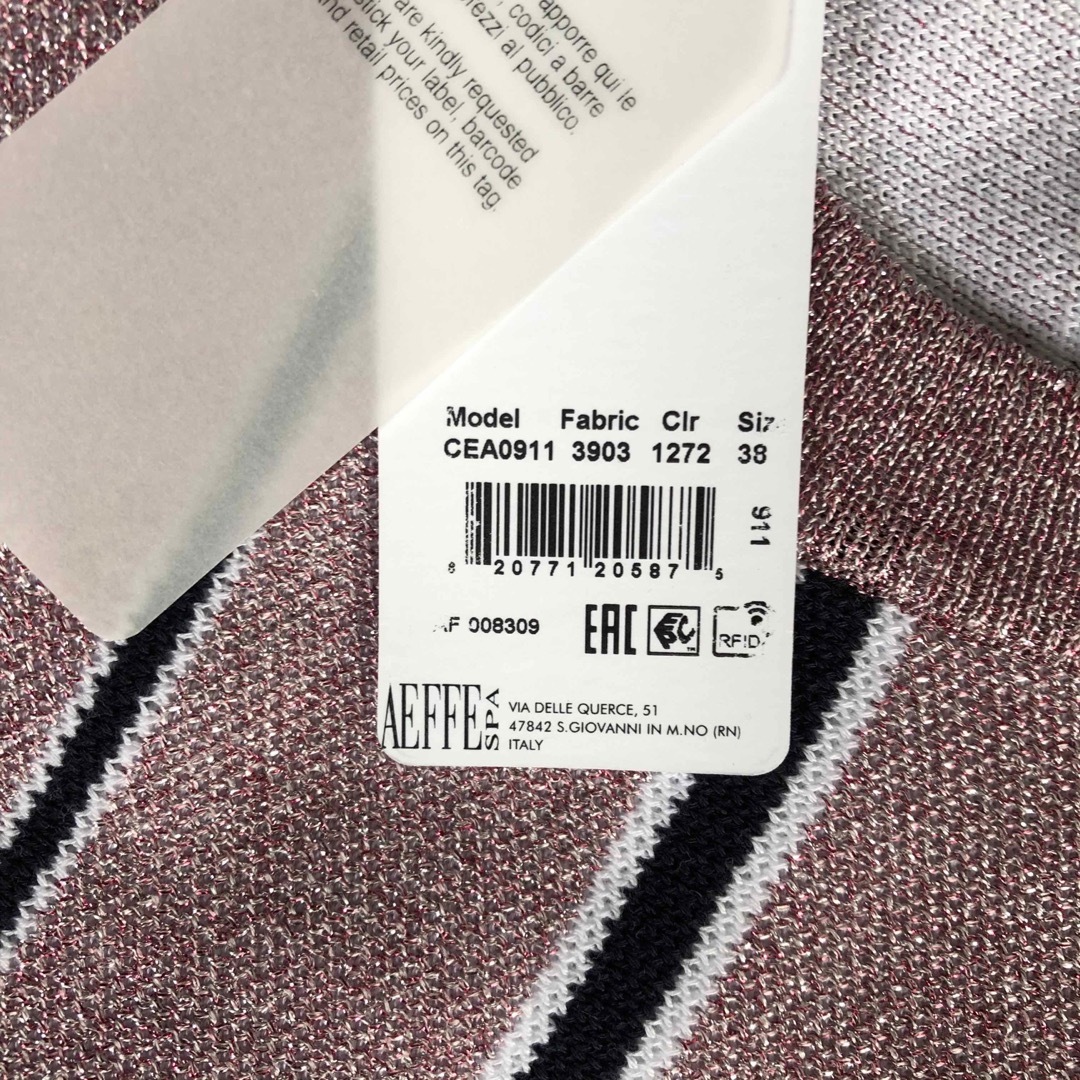 apporre qui le
codici a barre
rezzi al pubblico.
are kindly requested
stick your label, barcode
retail prices on this tag.
Model Fabric Clr Siz
CEA0911 3903 1272 38
911
8 20771 20587 5
AF 008309
EAC
RFID
AEFFE SPA
VIA DELLE QUERCE, 51
47842 S.GIOVANNI IN M.NO (RN)
ITALY